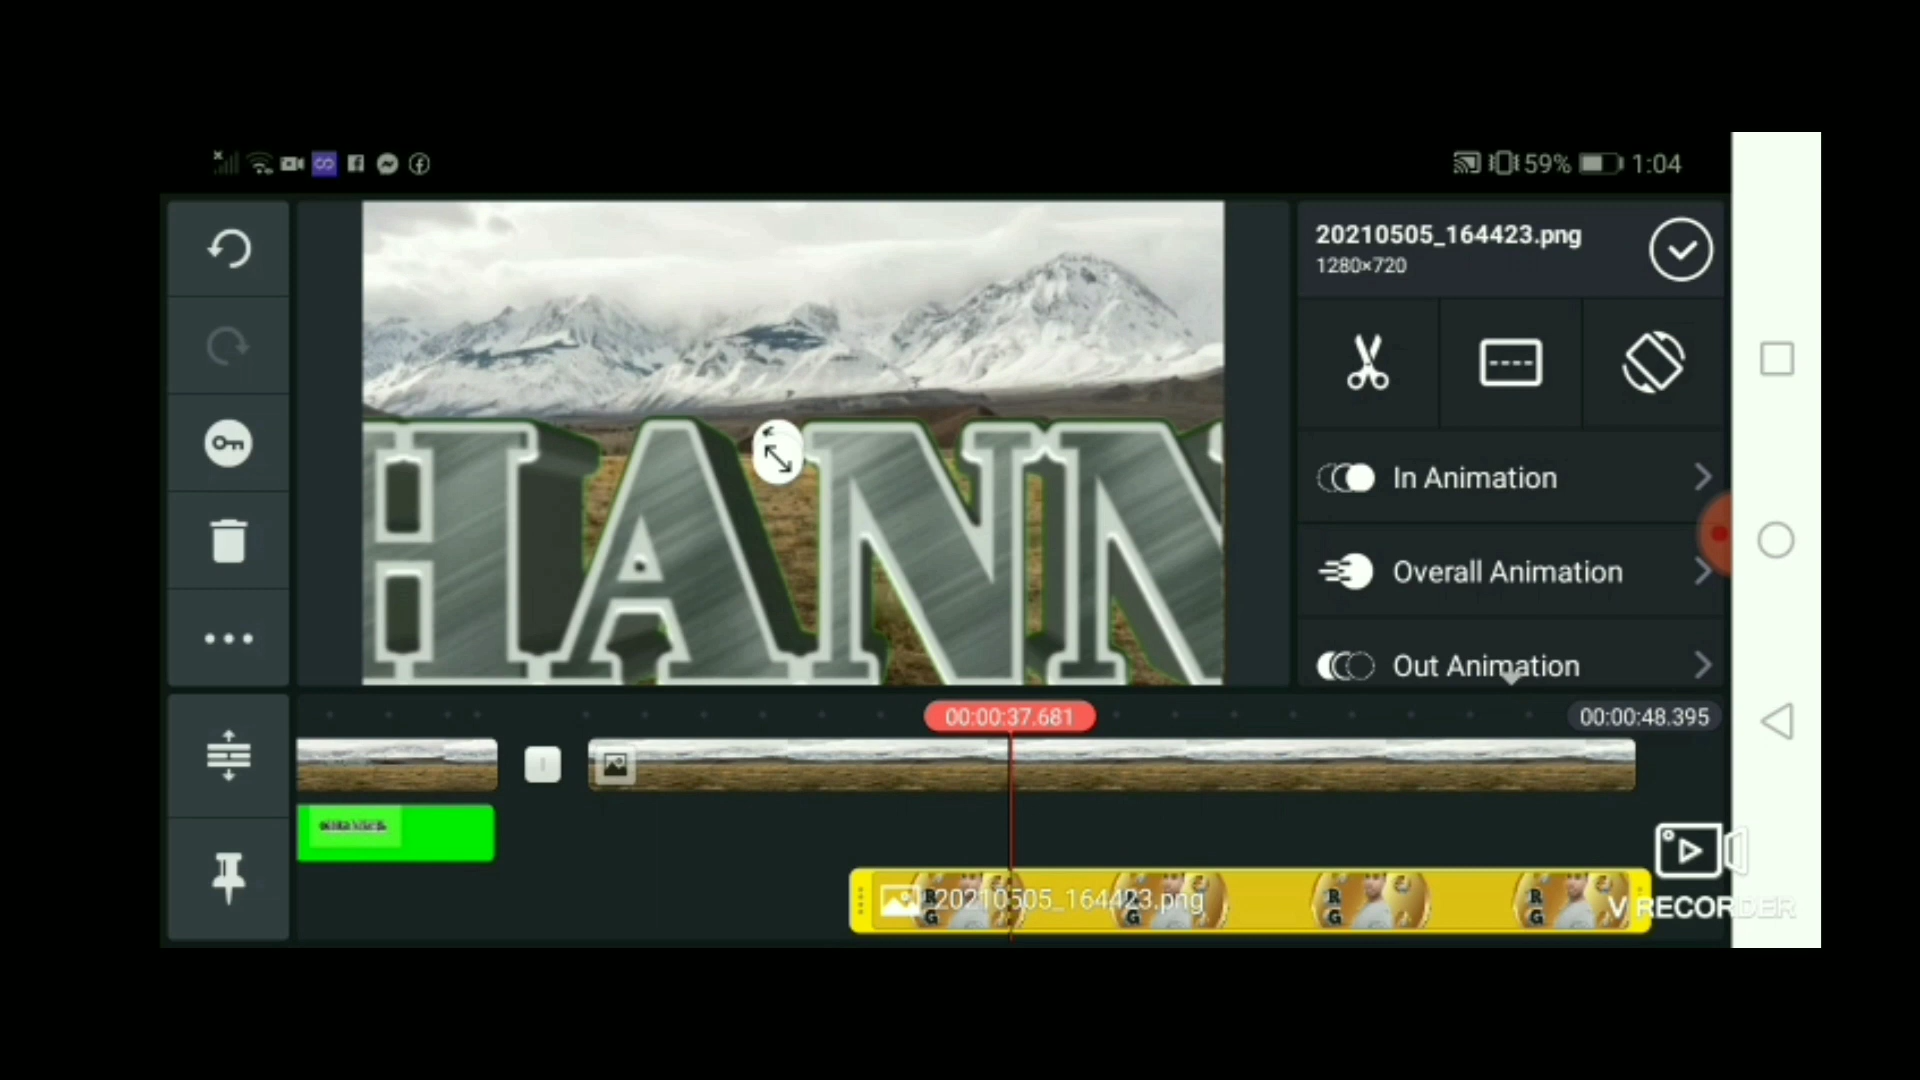 59% 1:04
20210505_164423.png
1280×720
HANN
In Animation
Overall Animation
Out Animation
00:00:37.681
00:00:48.395
20210505_164423.png
R
G
R
G
R
G
R
G
V RECORDER